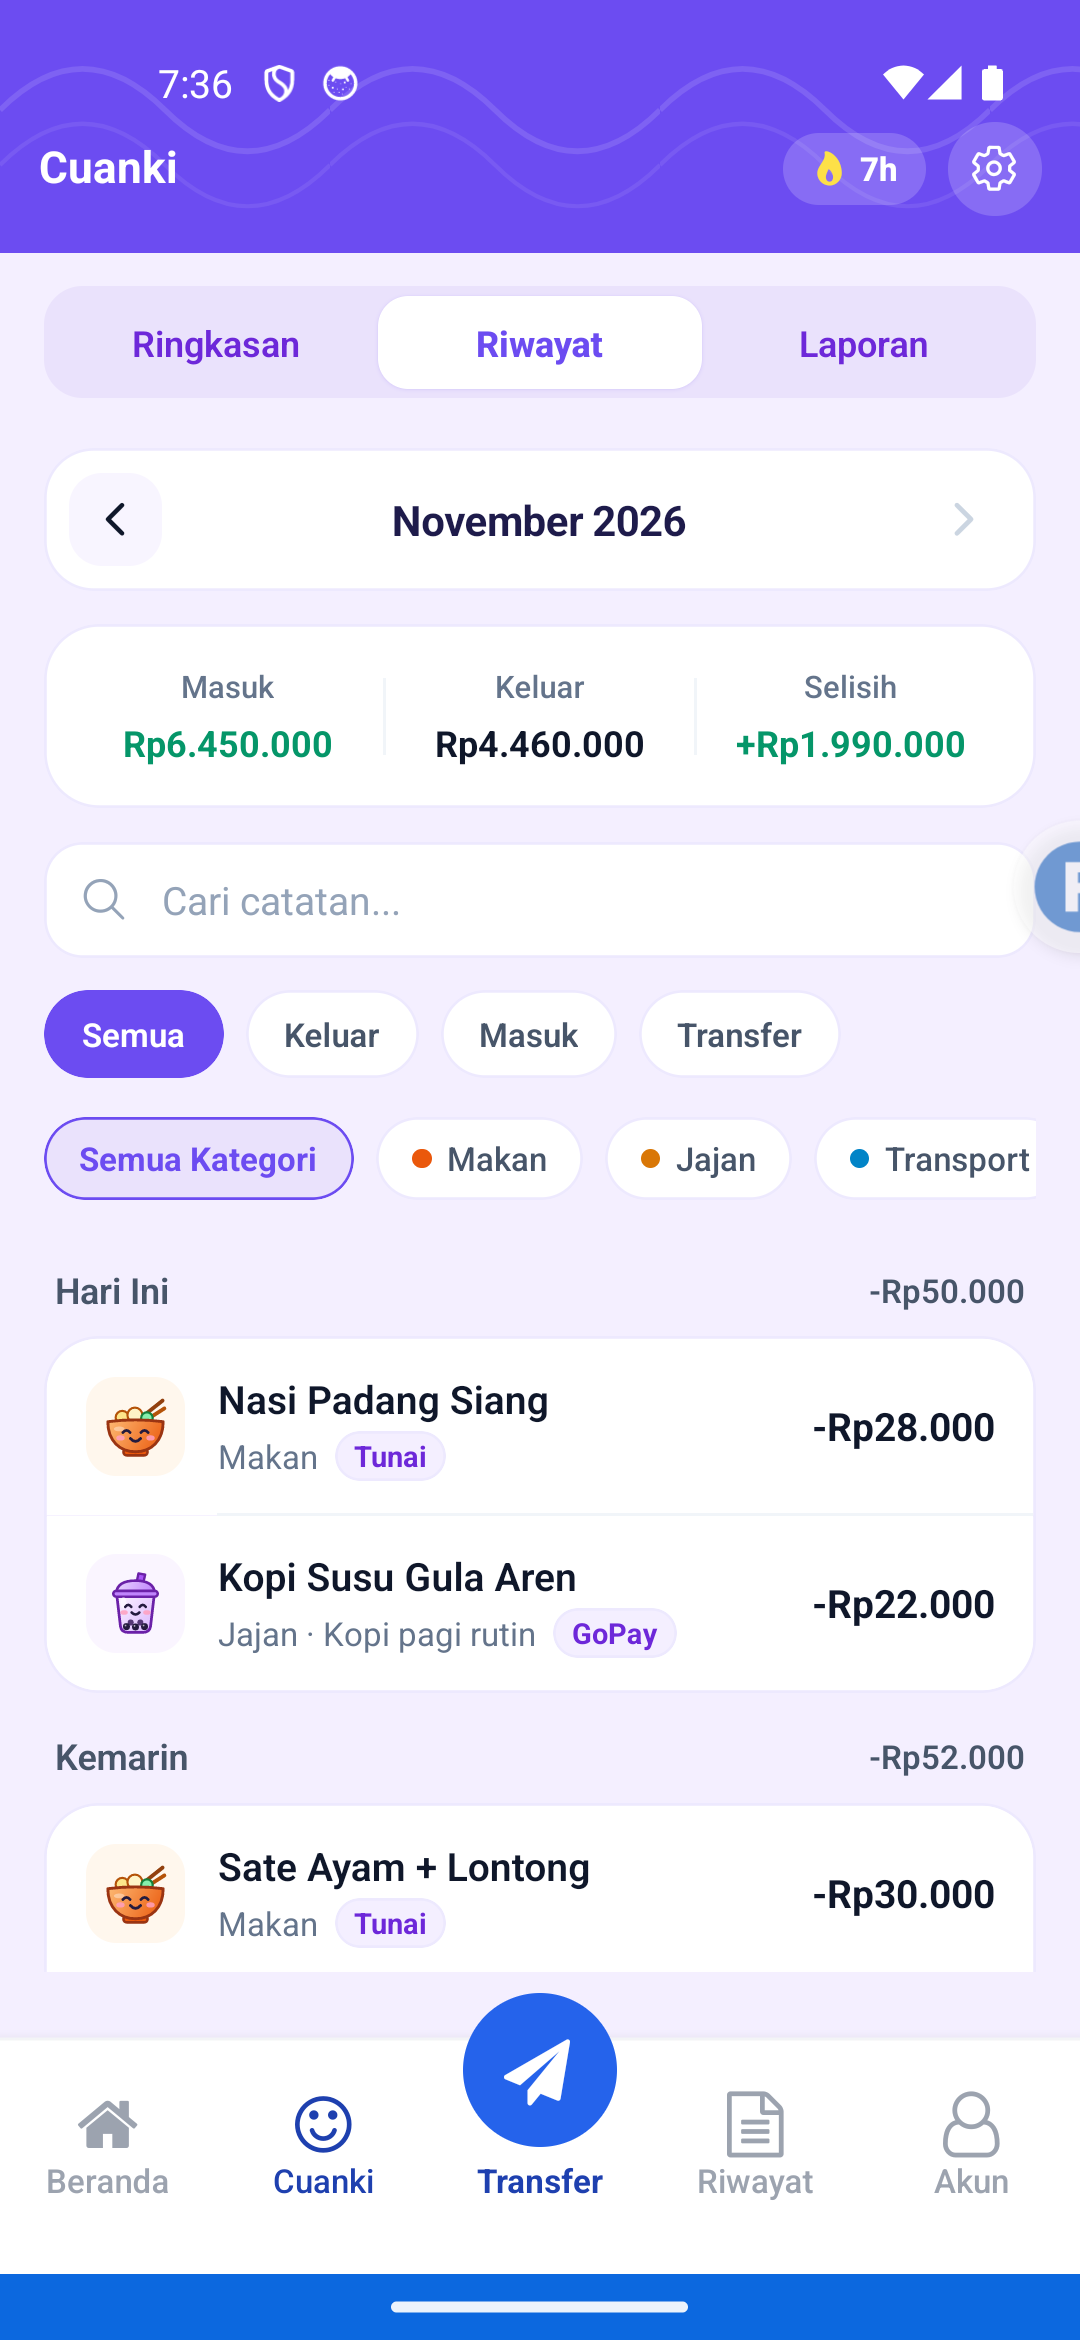 7:36
Cuanki
7h
Ringkasan
Riwayat
Laporan
November 2026
Masuk
Keluar
Selisih
Rp6.450.000
Rp4.460.000
+Rp1.990.000
Cari catatan...
Semua
Keluar
Masuk
Transfer
Semua Kategori
Makan
Jajan
Transport
Hari Ini
-Rp50.000
Nasi Padang Siang
Makan
Tunai
-Rp28.000
Kopi Susu Gula Aren
Jajan · Kopi pagi rutin
GoPay
-Rp22.000
Kemarin
-Rp52.000
Sate Ayam + Lontong
Makan
Tunai
-Rp30.000
Beranda
Cuanki
Transfer
Riwayat
Akun